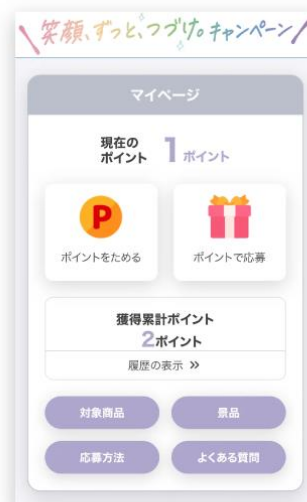 笑顔、ずっと、つづけ。キャンペーン
マイページ
現在の
ポイント 1 ポイント
P
ポイントをためる
ポイントで応募
獲得累計ポイント
2ポイント
履歴の表示 »
対象商品
景品
応募方法
よくある質問